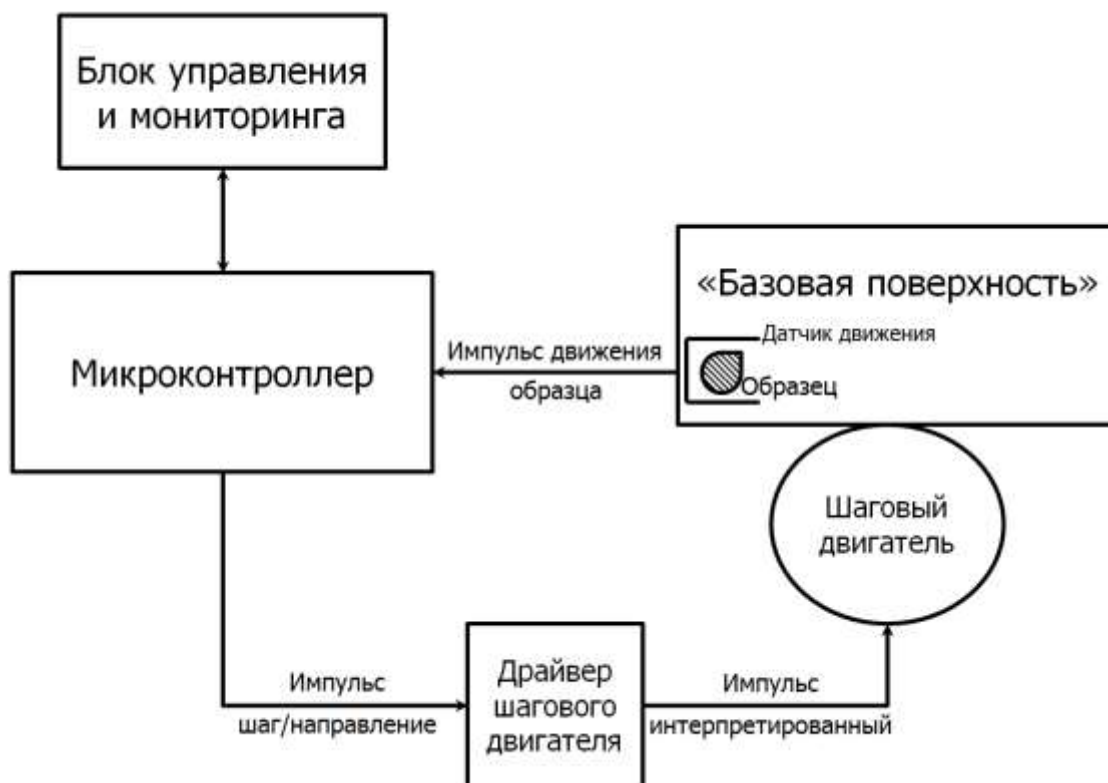 Блок управления
и мониторинга
«Базовая поверхность»
Датчик движения
Образец
Импульс движения
образца
Микроконтроллер
Шаговый
двигатель
Импульс
шаг/направление
Драйвер
шагового
двигателя
Импульс
интерпретированный